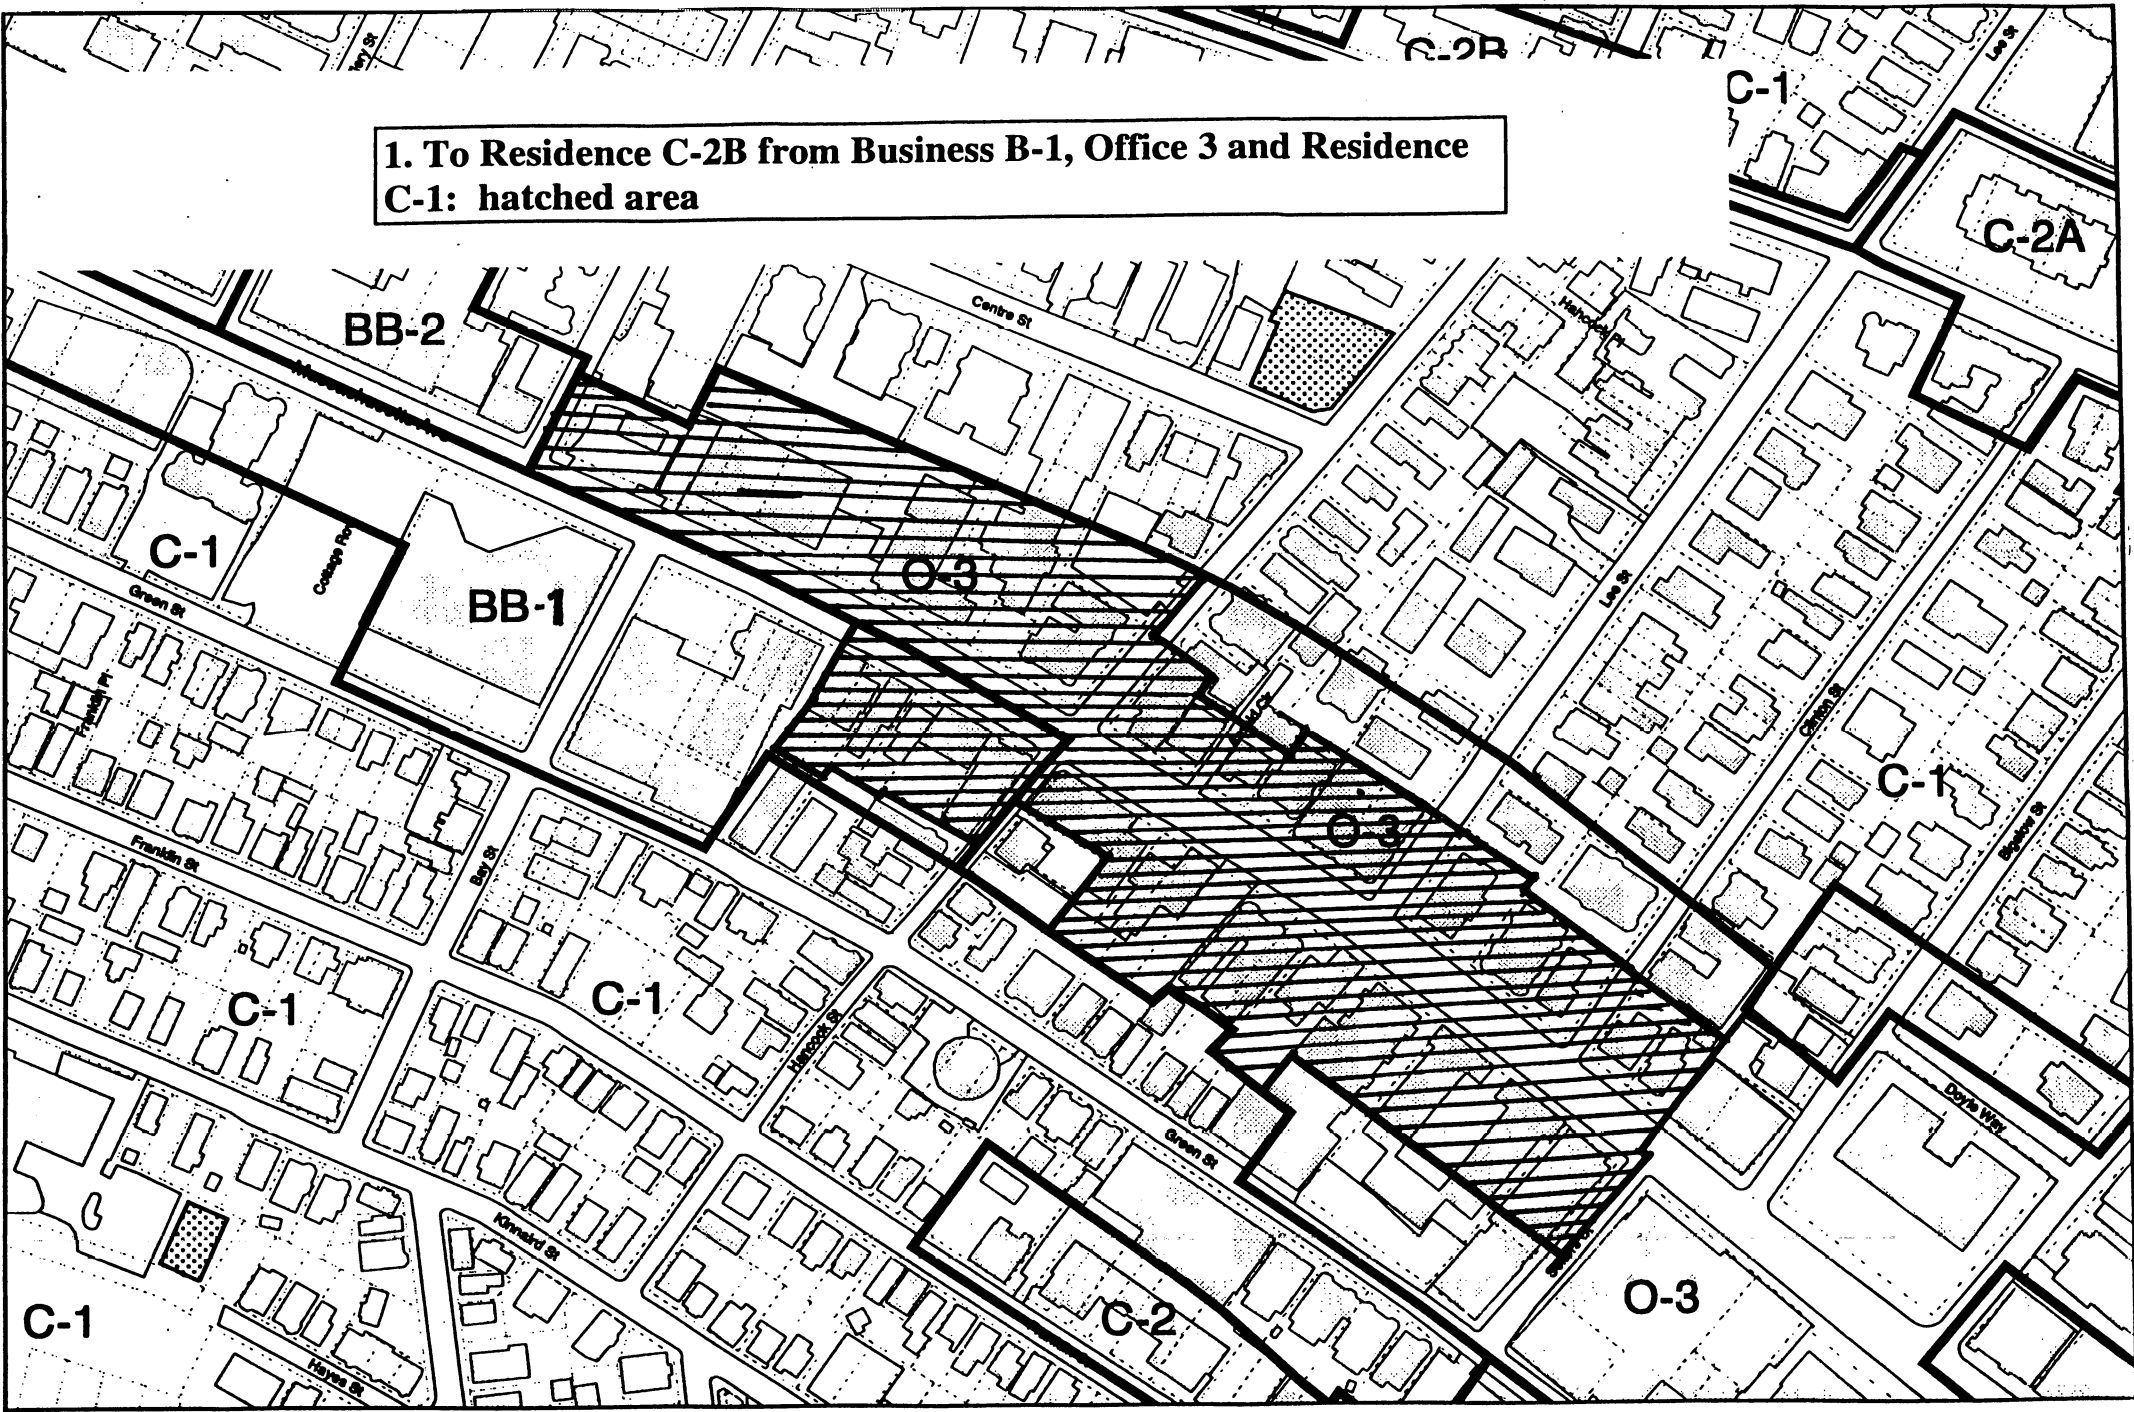 C-2B
Lee St
C-1
1. To Residence C-2B from Business B-1, Office 3 and Residence
C-1: hatched area
C-2A
BB-2
Centre St
Hancock Pl
Massachusetts Ave
C-1
Cottage Row
O-3
BB-1
Green St
Lee St
Franklin Pl
Clinton St
C-1
O-3
Bigelow St
Franklin St
Bay St
C-1
C-1
Hancock St
Doyle Way
Green St
Kinnaird St
O-3
C-2
C-1
Hayes St